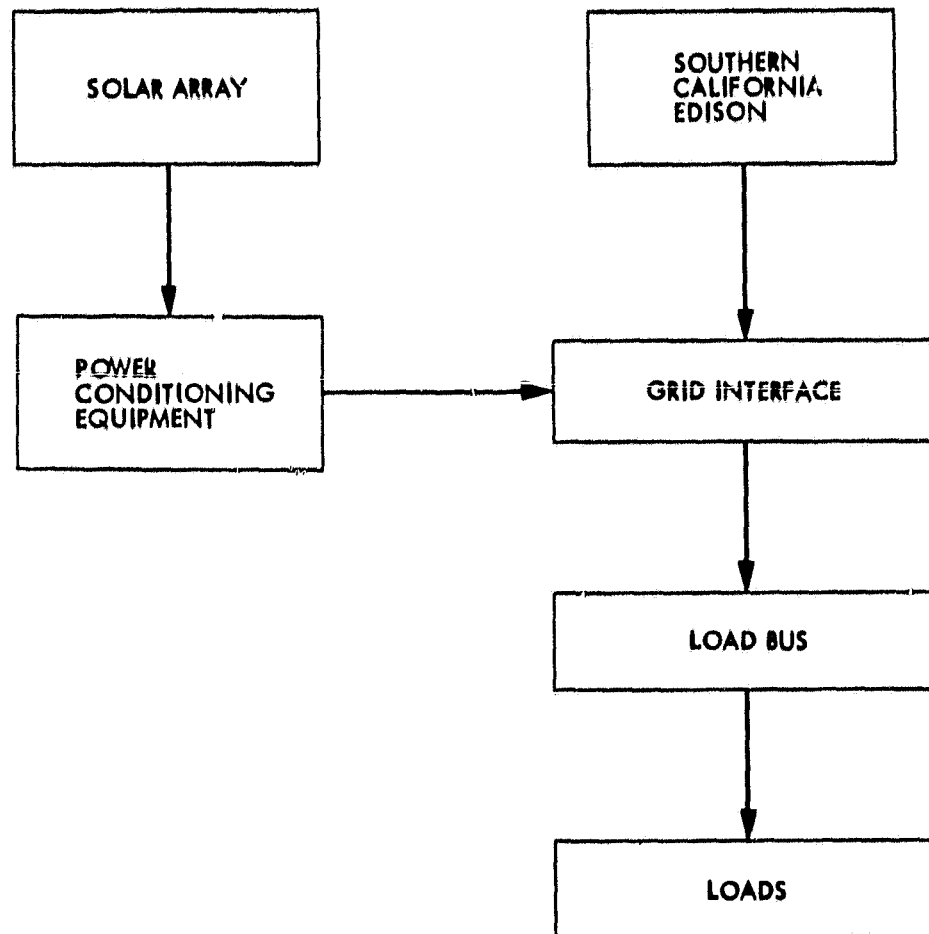 SOLAR ARRAY
SOUTHERN
CALIFORNIA
EDISON
POWER
CONDITIONING
EQUIPMENT
GRID INTERFACE
LOAD BUS
LOADS